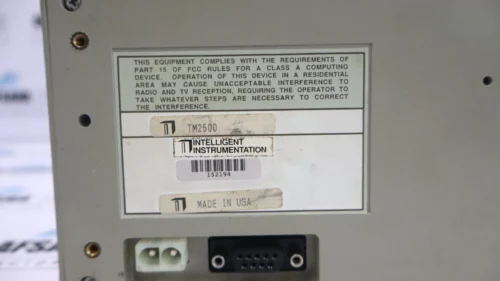 THIS EQUIPMENT COMPLIES WITH THE REQUIREMENTS OF
PART 15 OF FCC RULES FOR A CLASS A COMPUTING
DEVICE. OPERATION OF THIS DEVICE IN A RESIDENTIAL
AREA MAY CAUSE UNACCEPTABLE INTERFERENCE TO
RADIO AND TV RECEPTION, REQUIRING THE OPERATOR TO
TAKE WHATEVER STEPS ARE NECESSARY TO CORRECT
THE INTERFERENCE.
TM2500
INTELLIGENT
INSTRUMENTATION
152194
MADE IN USA